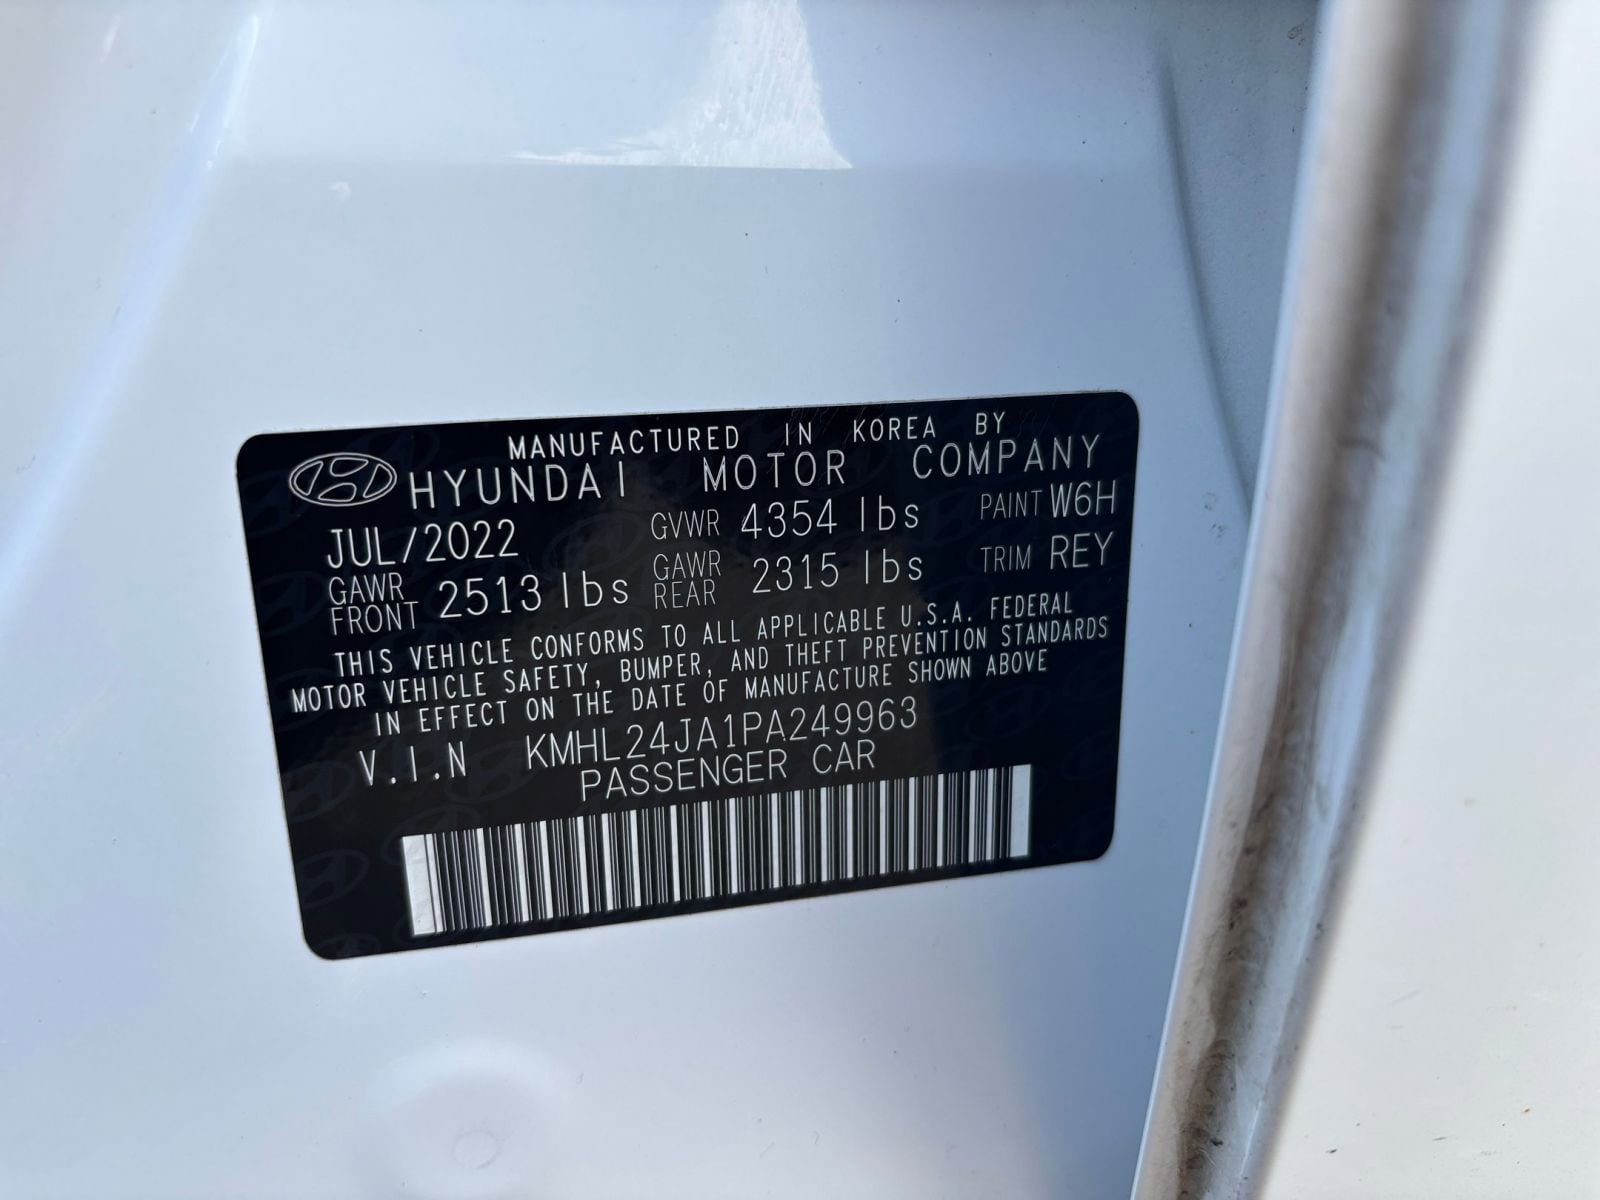 MANUFACTURED IN KOREA BY
HYUNDAI MOTOR COMPANY
JUL/2022 GVWR 4354 lbs PAINT W6H
GAWR FRONT 2513 lbs GAWR REAR 2315 lbs TRIM REY
THIS VEHICLE CONFORMS TO ALL APPLICABLE U.S.A. FEDERAL
MOTOR VEHICLE SAFETY, BUMPER, AND THEFT PREVENTION STANDARDS
IN EFFECT ON THE DATE OF MANUFACTURE SHOWN ABOVE
V.I.N KMHL24JA1PA249963
PASSENGER CAR